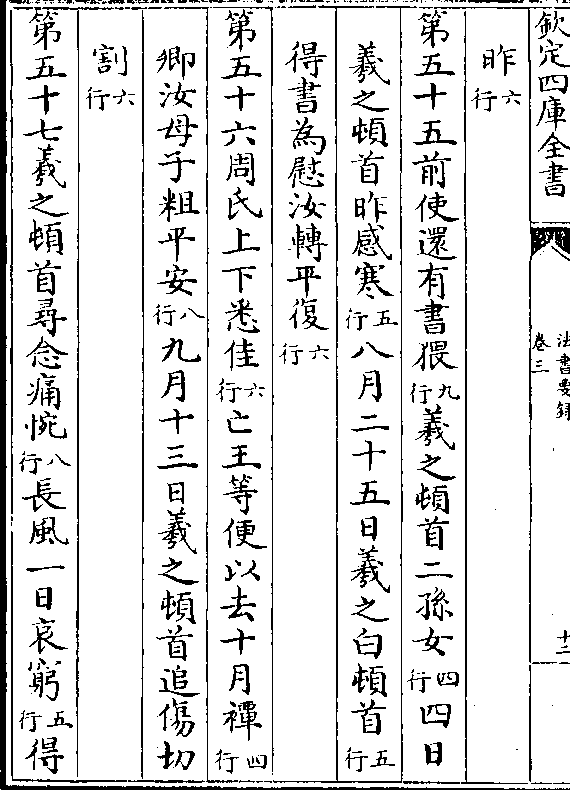 欽定四庫全書
法書要録
卷三
十二
昨六行
第五十五前使還有書猥九行羲之頓首二孫女四行四日
羲之頓首昨感寒五行八月二十五日羲之白頓首五行
得書為慰汝轉平復六行
第五十六周氏上下悉佳六行亡王等便以去十月禫四行
卿汝母子粗平安八行九月十三日羲之頓首追傷切
割六行
第五十七羲之頓首尋念痛惋八行長風一日哀窮五行得